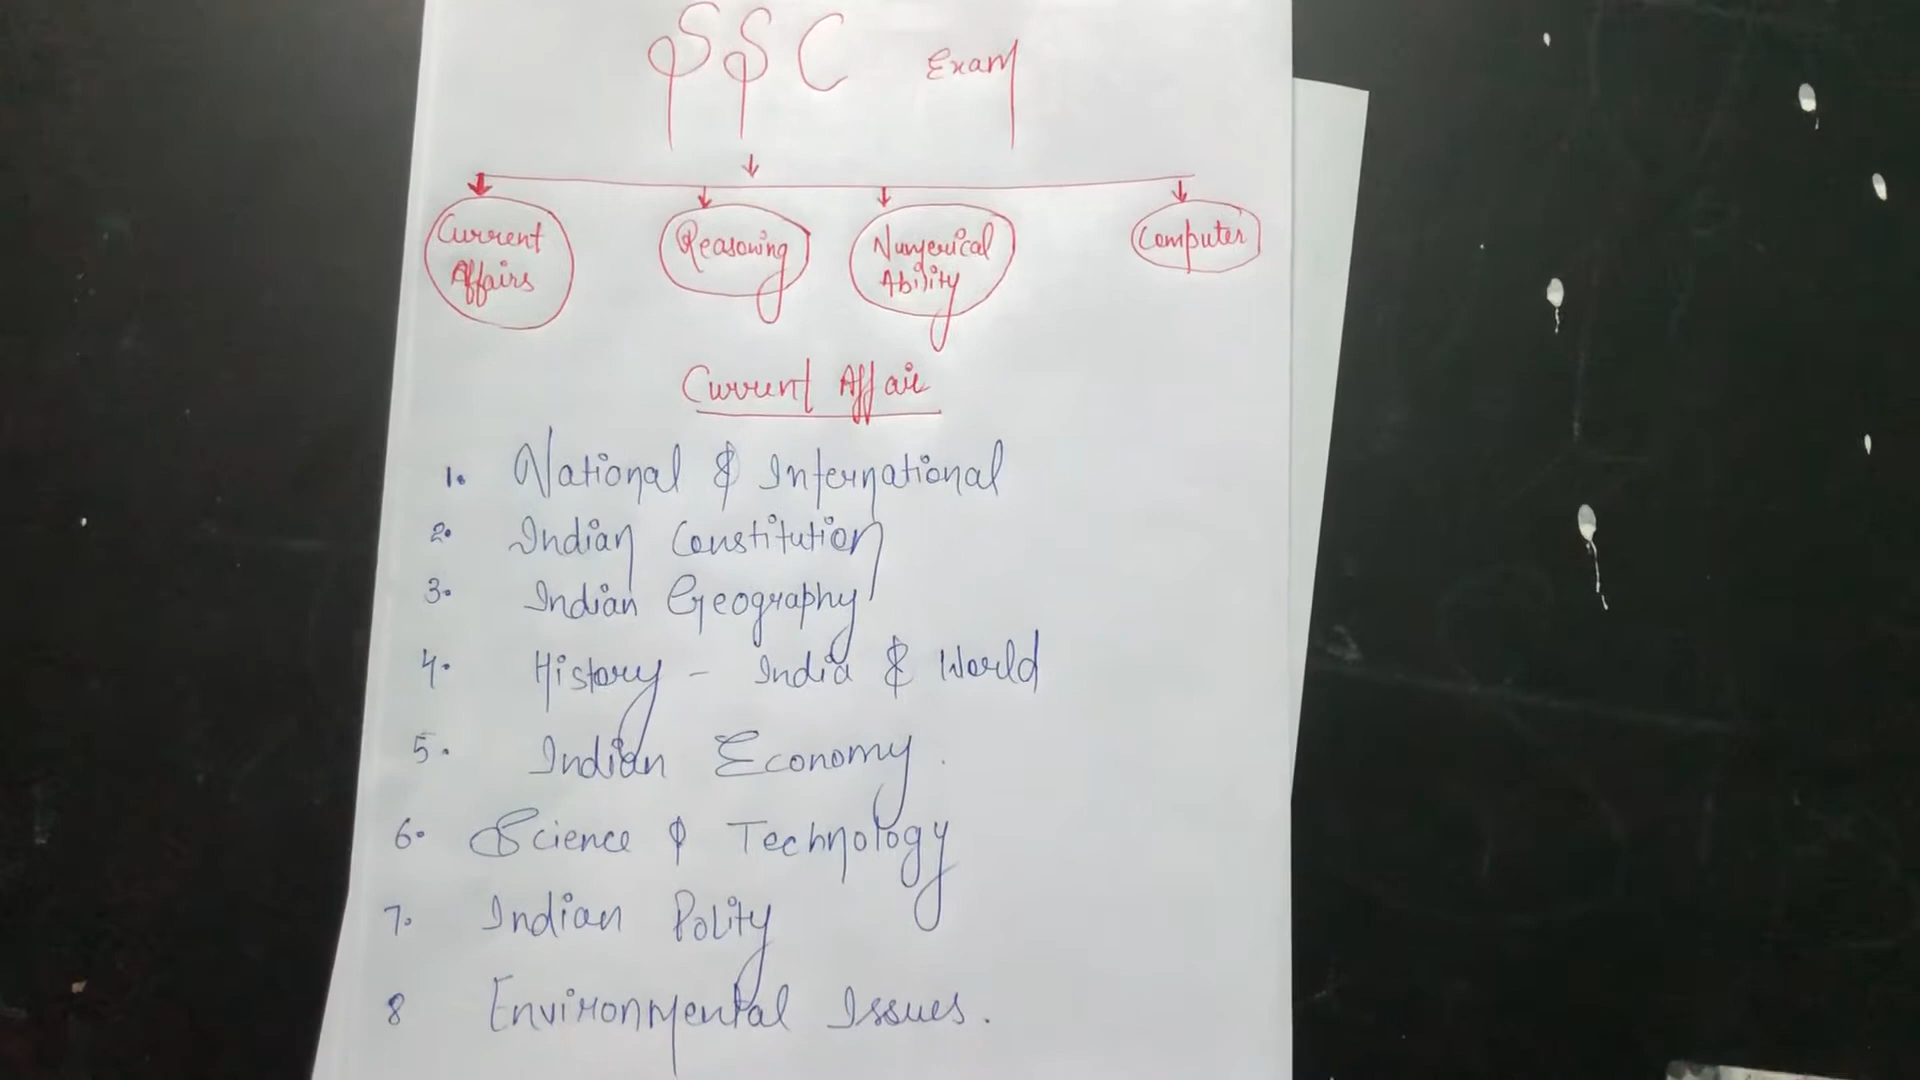 SSC Exam
Current Affairs
Reasoning
Numerical Ability
Computer
Current Affair
1. National & International
2. Indian Constitution
3. Indian Geography
4. History - India & World
5. Indian Economy.
6. Science & Technology
7. Indian Polity
8 Environmental Issues.